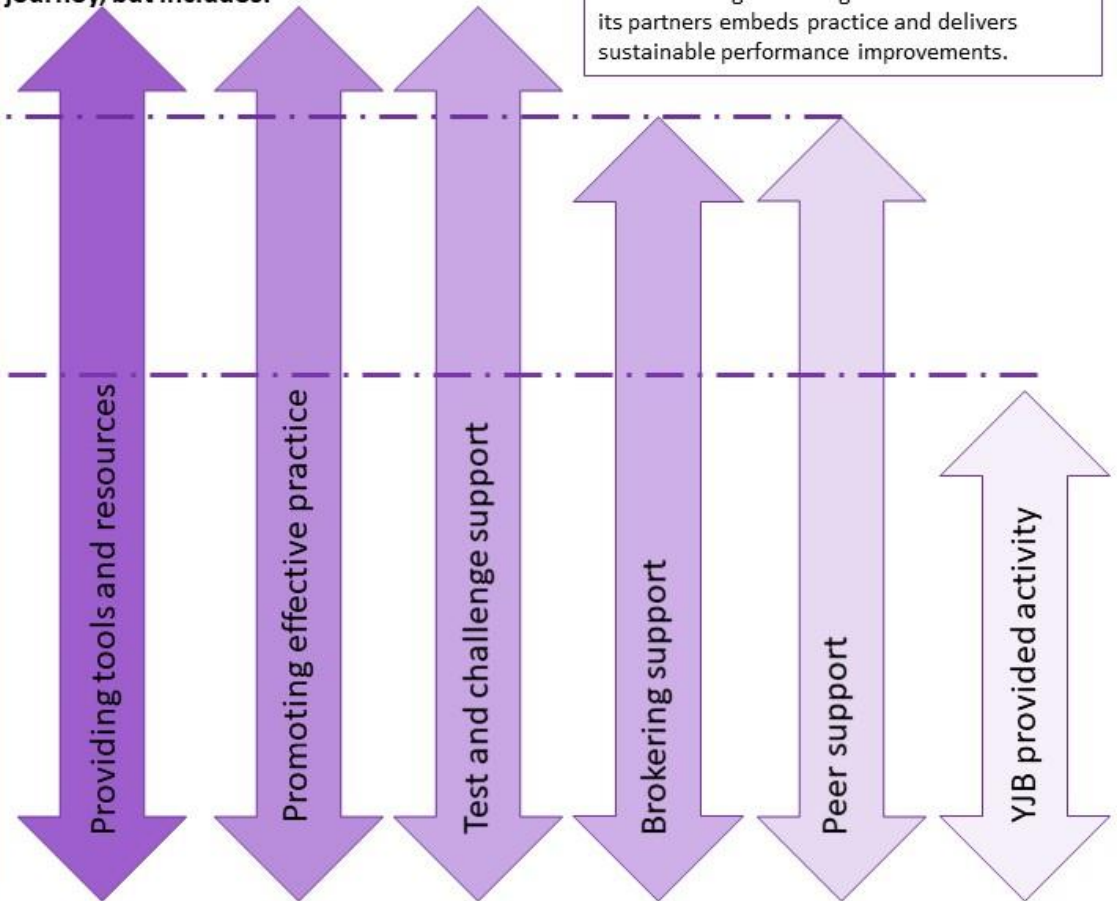 journey, but includes:
its partners embeds practice and delivers
sustainable performance improvements.
Providing tools and resources
Promoting effective practice
Test and challenge support
Brokering support
Peer support
YJB provided activity